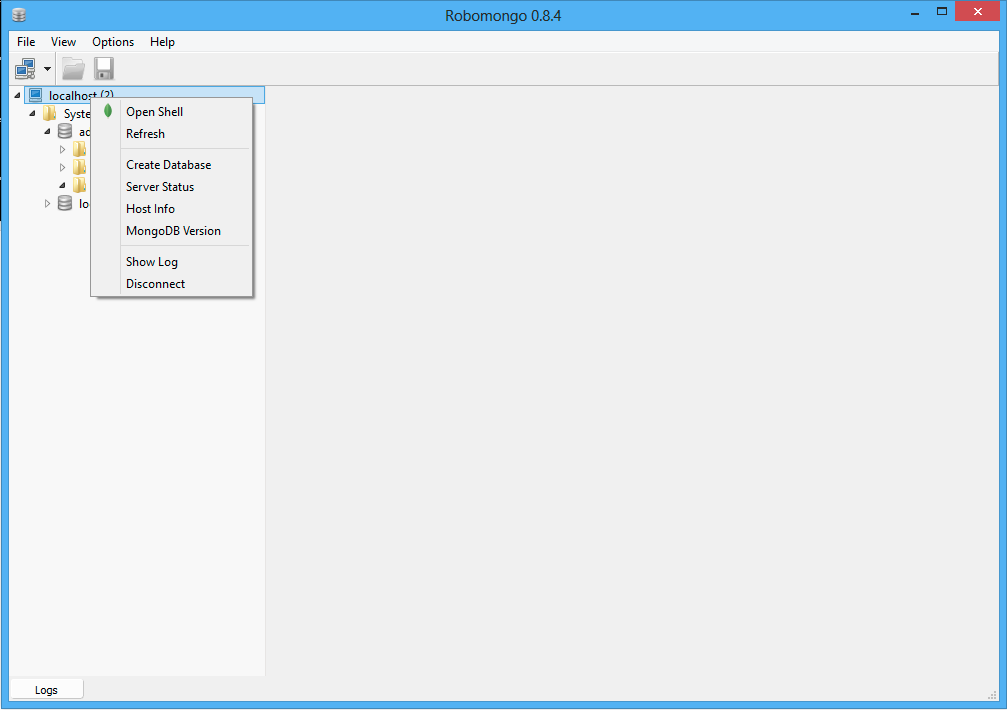 Robomongo 0.8.4
File View Options Help
localhost (2)
Syste
Open Shell
ad
Refresh
Create Database
Server Status
lo
Host Info
MongoDB Version
Show Log
Disconnect
Logs